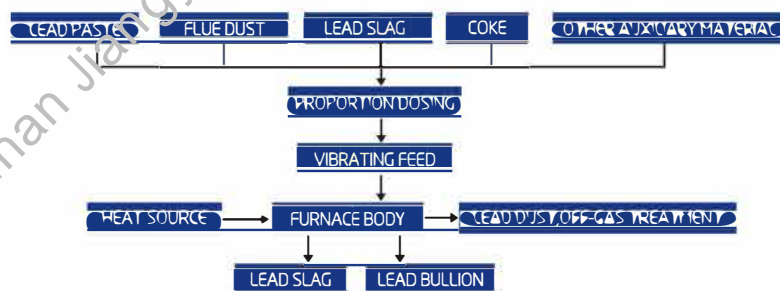 LEAD PASTE
FLUE DUST
LEAD SLAG
COKE
OTHER AUXILIARY MATERIAL
PROPORTION DOSING
VIBRATING FEED
HEAT SOURCE
FURNACE BODY
LEAD DUST, OFF-GAS TREATMENT
LEAD SLAG
LEAD BULLION